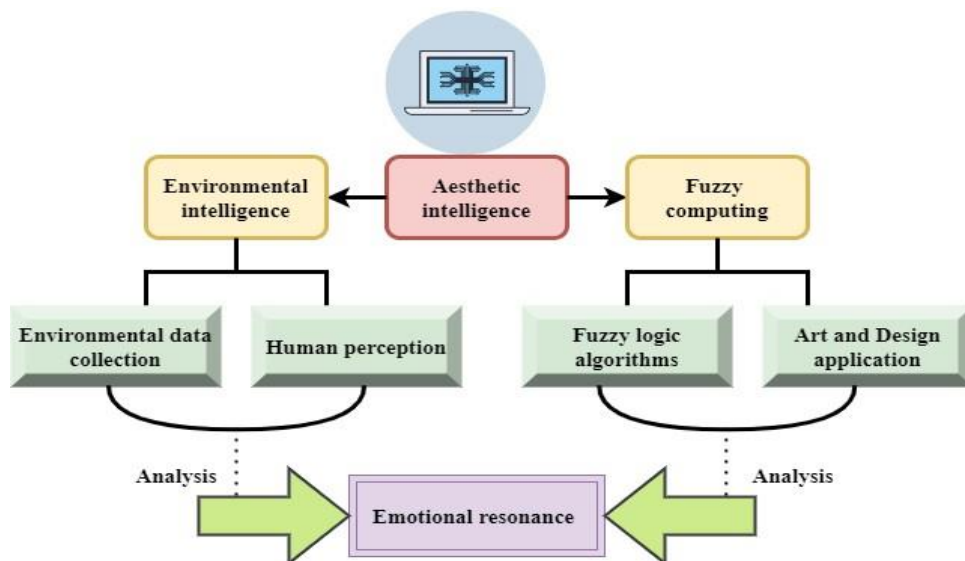 Environmental
intelligence
Aesthetic
intelligence
Fuzzy
computing
Environmental data
collection
Human perception
Fuzzy logic
algorithms
Art and Design
application
Analysis
Analysis
Emotional resonance